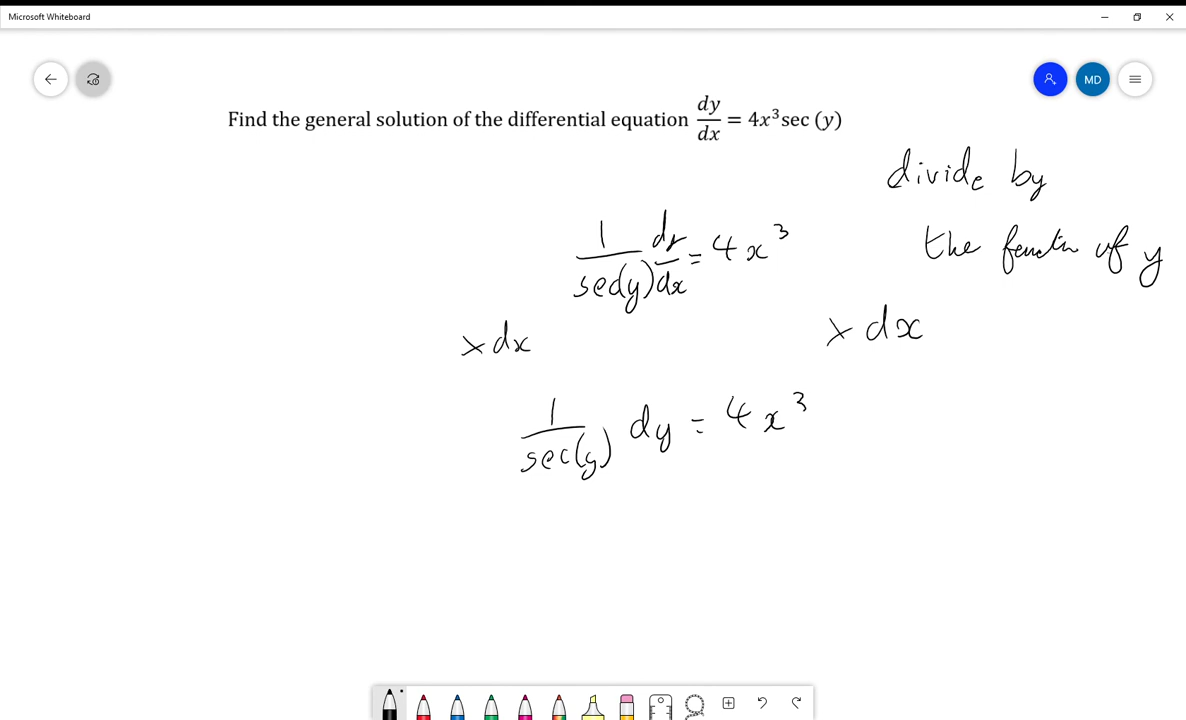 Microsoft Whiteboard
MD
Find the general solution of the differential equation dy/dx = 4x³sec (y)
divide by
1/sec(y) dy/dx = 4x³
the function of y
× dx × dx
1/sec(y) dy = 4x³